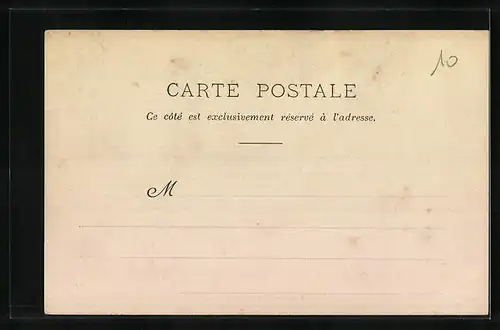 10
CARTE POSTALE
Ce côté est exclusivement réservé à l'adresse.
M